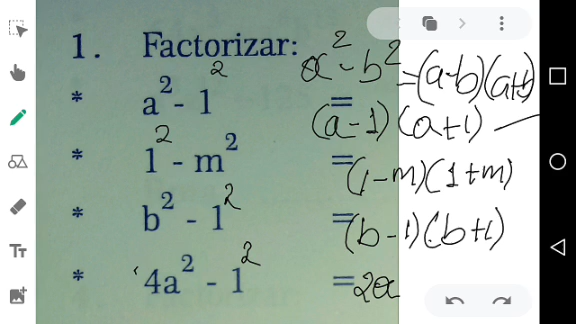 1. Factorizar: a² - b² = (a-b)(a+b)
* a² - 1² = (a-1)(a+1)
* 1² - m² = (1-m)(1+m)
* b² - 1² = (b-1)(b+1)
* 4a² - 1² = 2a
Tt